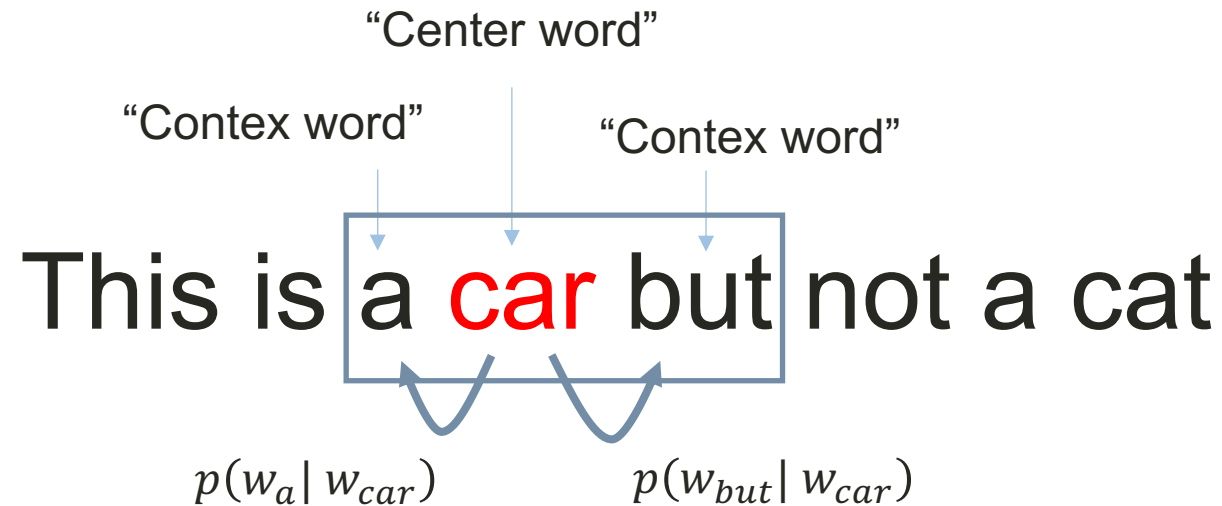 “Center word”
“Contex word”
“Contex word”
This is a car but not a cat
p(w_a| w_car)
p(w_but| w_car)